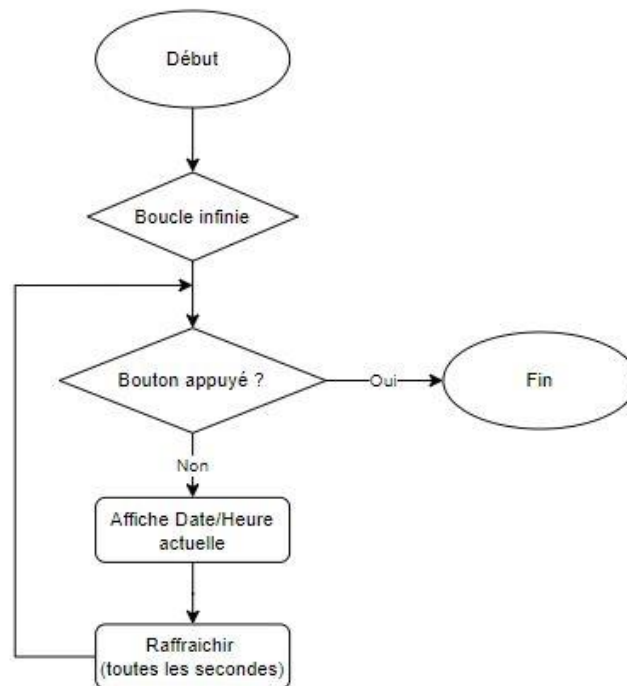 Début
Boucle infinie
Bouton appuyé ?
Oui
Fin
Non
Affiche Date/Heure
actuelle
Raffraichir
(toutes les secondes)